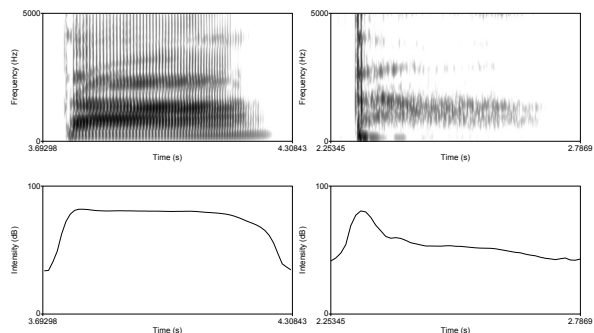 5000
Frequency (Hz)
0
3.69298
Time (s)
4.30843
5000
Frequency (Hz)
0
2.25345
Time (s)
2.7869
100
Intensity (dB)
0
3.69298
Time (s)
4.30843
100
Intensity (dB)
0
2.25345
Time (s)
2.7869